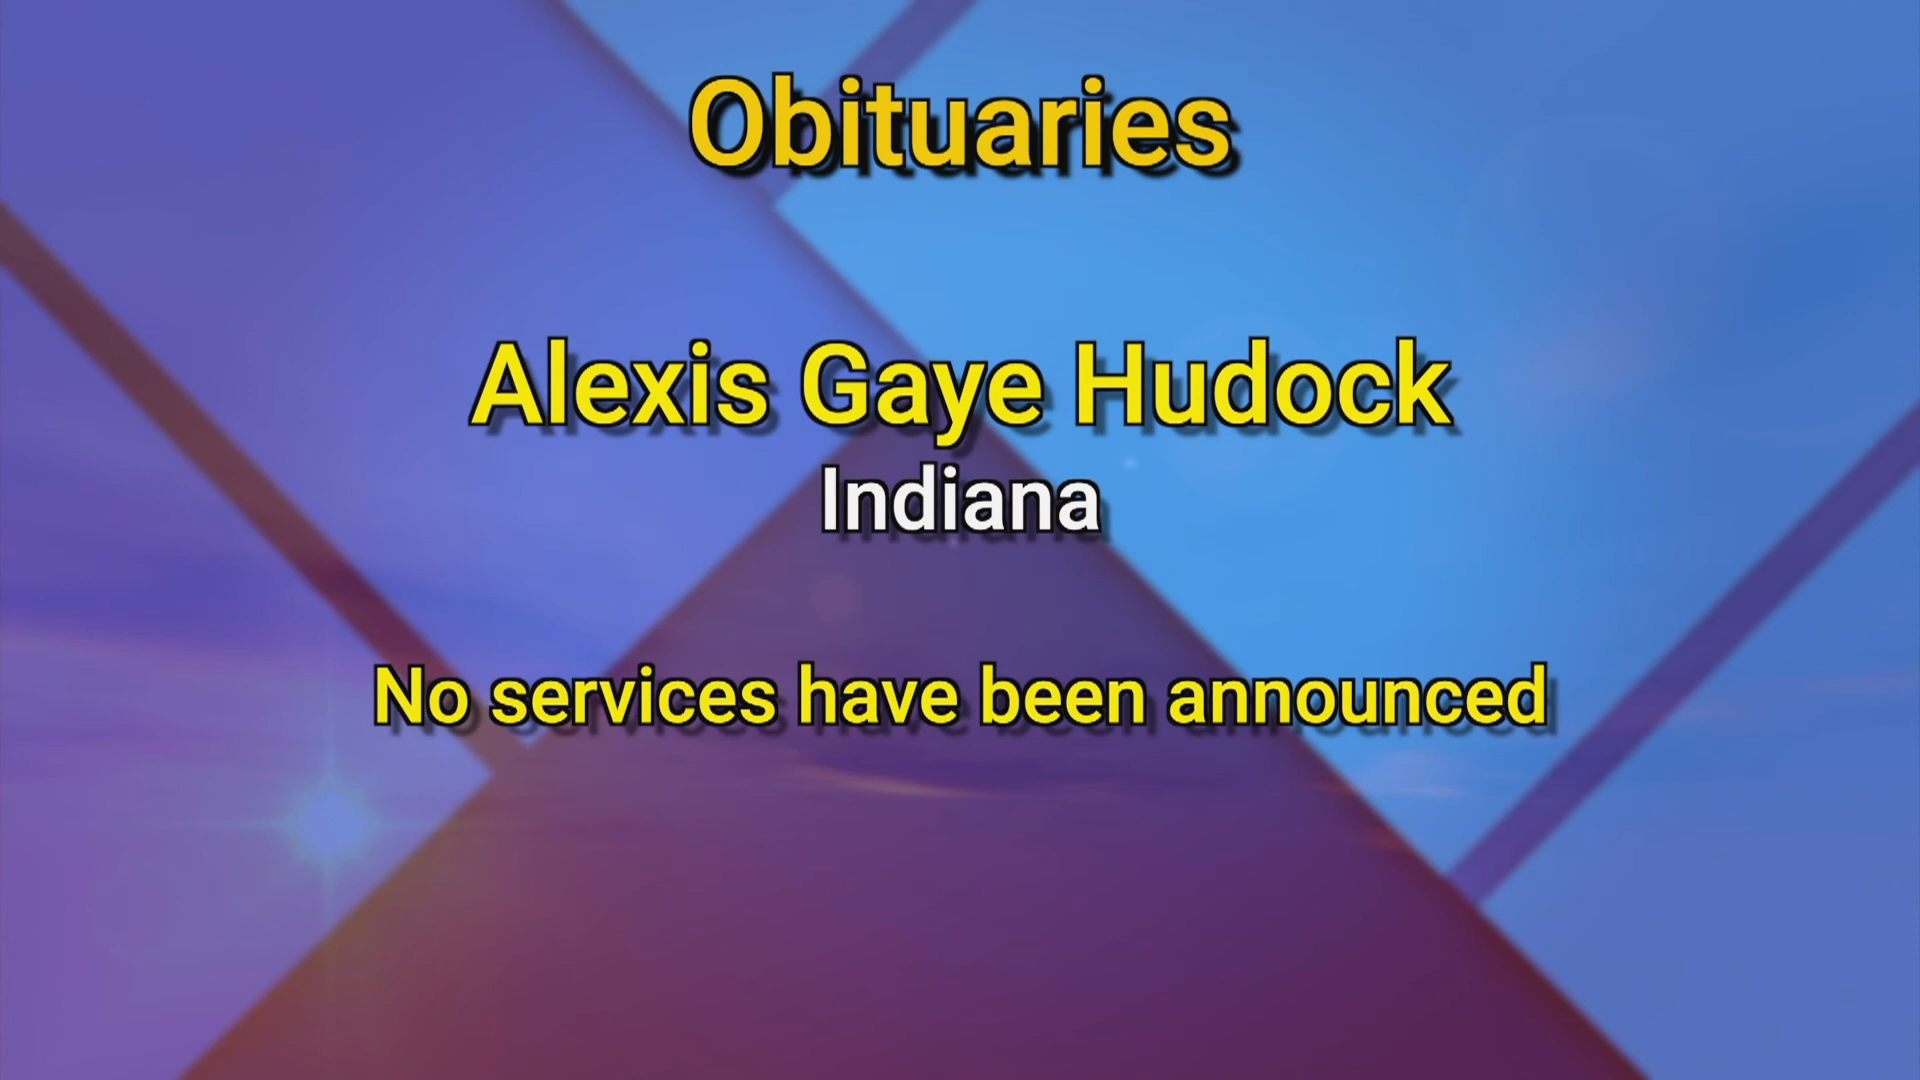 Obituaries
Alexis Gaye Hudock
Indiana
No services have been announced